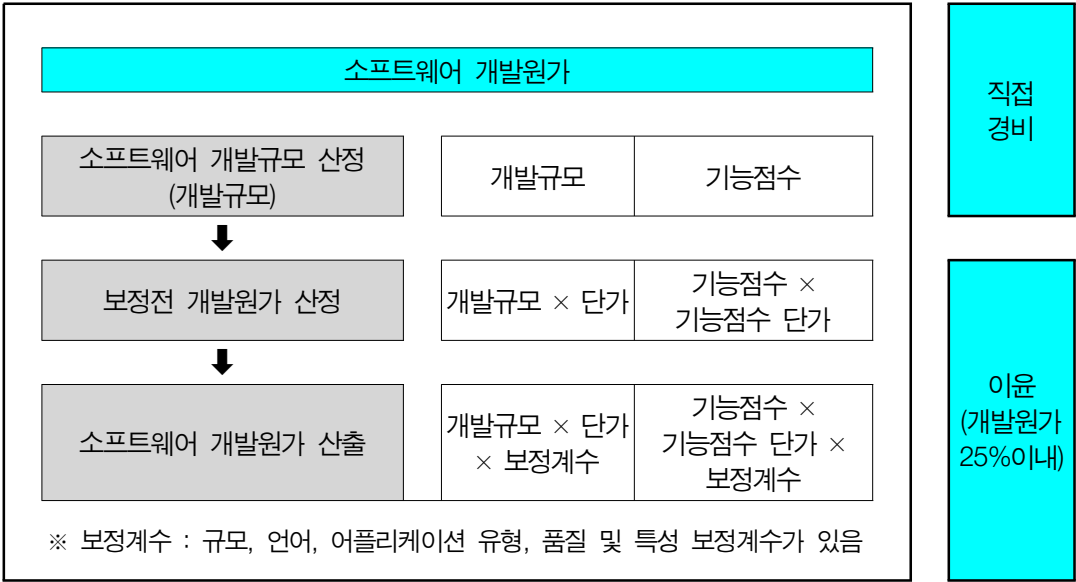 소프트웨어 개발원가
소프트웨어 개발규모 산정
(개발규모)
개발규모
기능점수
보정전 개발원가 산정
개발규모 × 단가
기능점수 ×
기능점수 단가
소프트웨어 개발원가 산출
개발규모 × 단가
× 보정계수
기능점수 ×
기능점수 단가 ×
보정계수
※ 보정계수 : 규모, 언어, 어플리케이션 유형, 품질 및 특성 보정계수가 있음
직접
경비
이윤
(개발원가
25%이내)